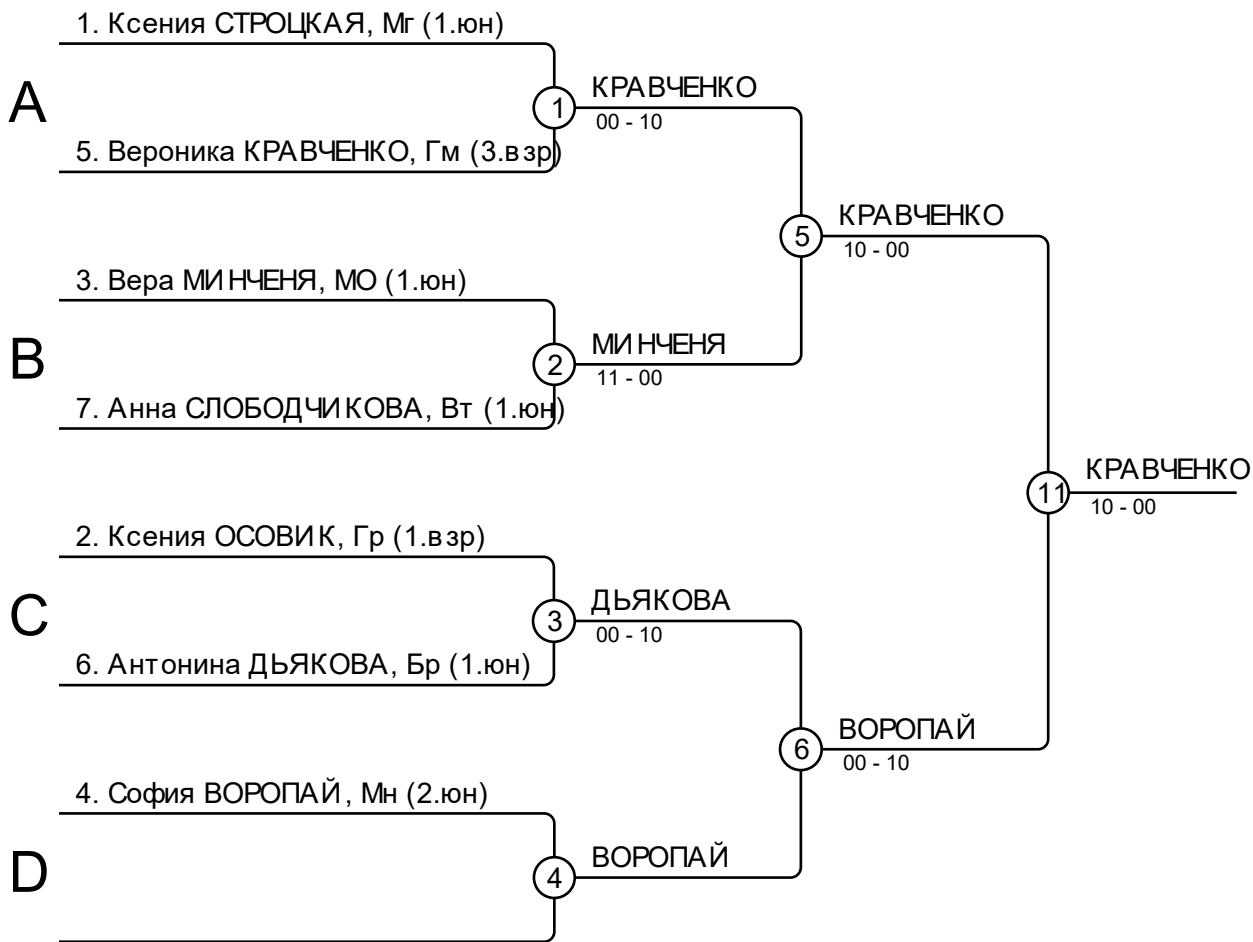 1. Ксения СТРОЦКАЯ, Мг (1.юн)
A
1
КРАВЧЕНКО
00 - 10
5. Вероника КРАВЧЕНКО, Гм (3.взр)
5
КРАВЧЕНКО
10 - 00
3. Вера МИНЧЕНЯ, МО (1.юн)
B
2
МИНЧЕНЯ
11 - 00
7. Анна СЛОБОДЧИКОВА, Вт (1.юн)
11
КРАВЧЕНКО
10 - 00
2. Ксения ОСОВИК, Гр (1.взр)
C
3
ДЬЯКОВА
00 - 10
6. Антонина ДЬЯКОВА, Бр (1.юн)
6
ВОРОПАЙ
00 - 10
4. София ВОРОПАЙ, Мн (2.юн)
D
4
ВОРОПАЙ